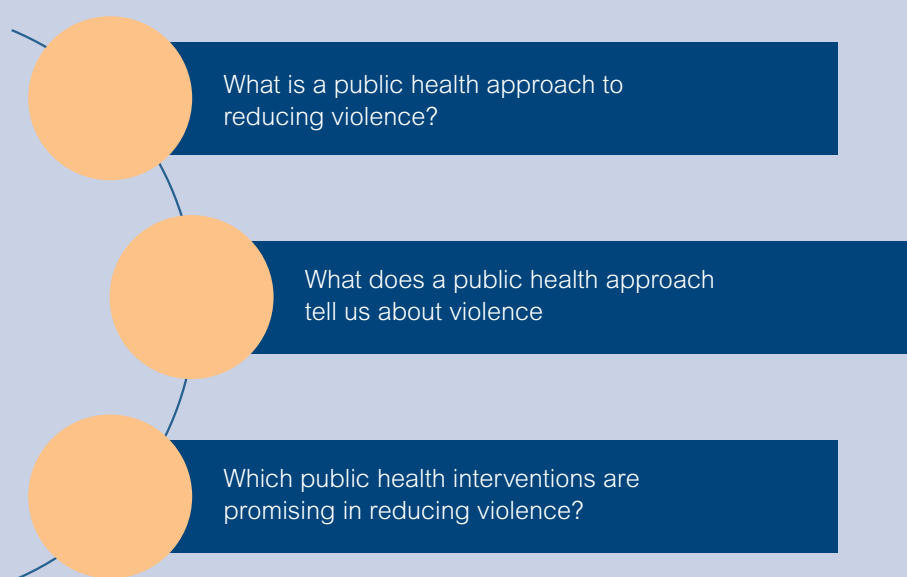 What is a public health approach to
reducing violence?
What does a public health approach
tell us about violence
Which public health interventions are
promising in reducing violence?